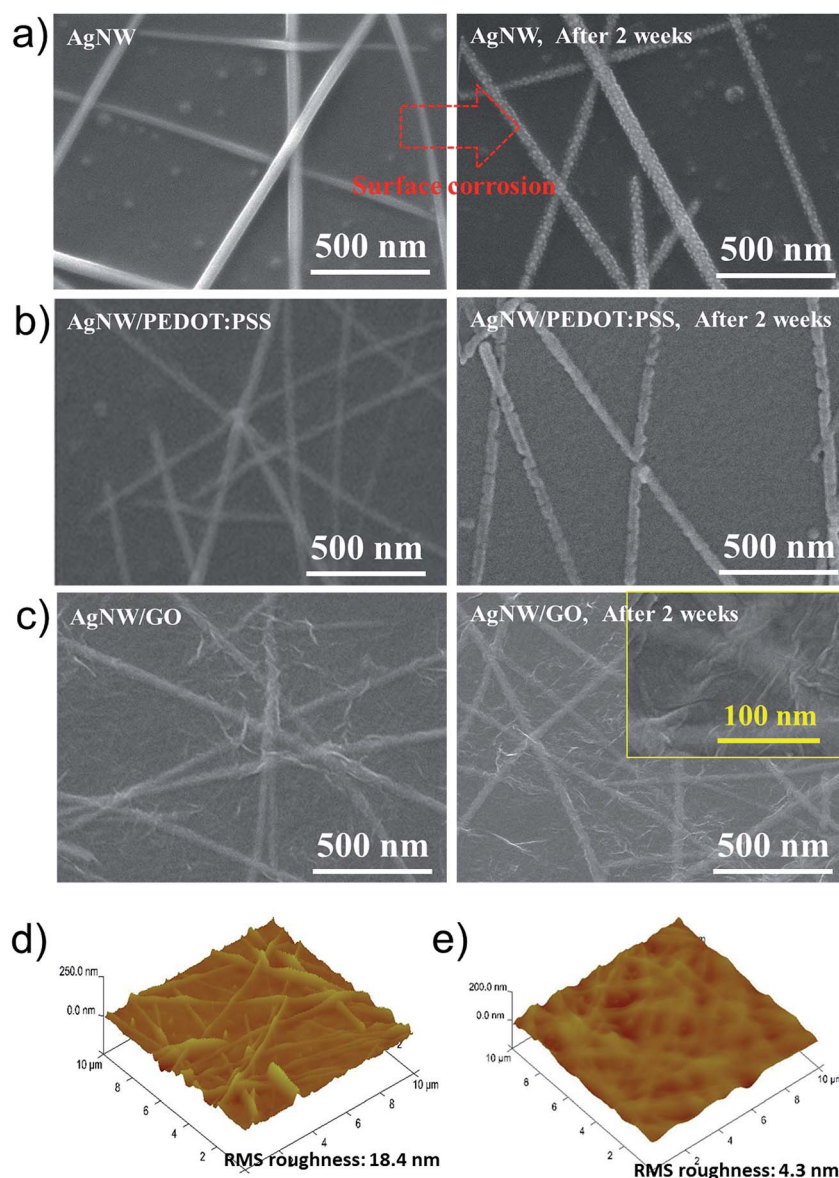 a)
AgNW
AgNW, After 2 weeks
Surface corrosion
500 nm
500 nm
b)
AgNW/PEDOT:PSS
AgNW/PEDOT:PSS, After 2 weeks
500 nm
500 nm
c)
AgNW/GO
AgNW/GO, After 2 weeks
100 nm
500 nm
500 nm
d)
e)
250.0 nm
0.0 nm
10 µm
8
6
4
2
2
4
6
8
10 µm
RMS roughness: 18.4 nm
200.0 nm
0.0 nm
10 µm
8
6
4
2
2
4
6
8
10 µm
RMS roughness: 4.3 nm